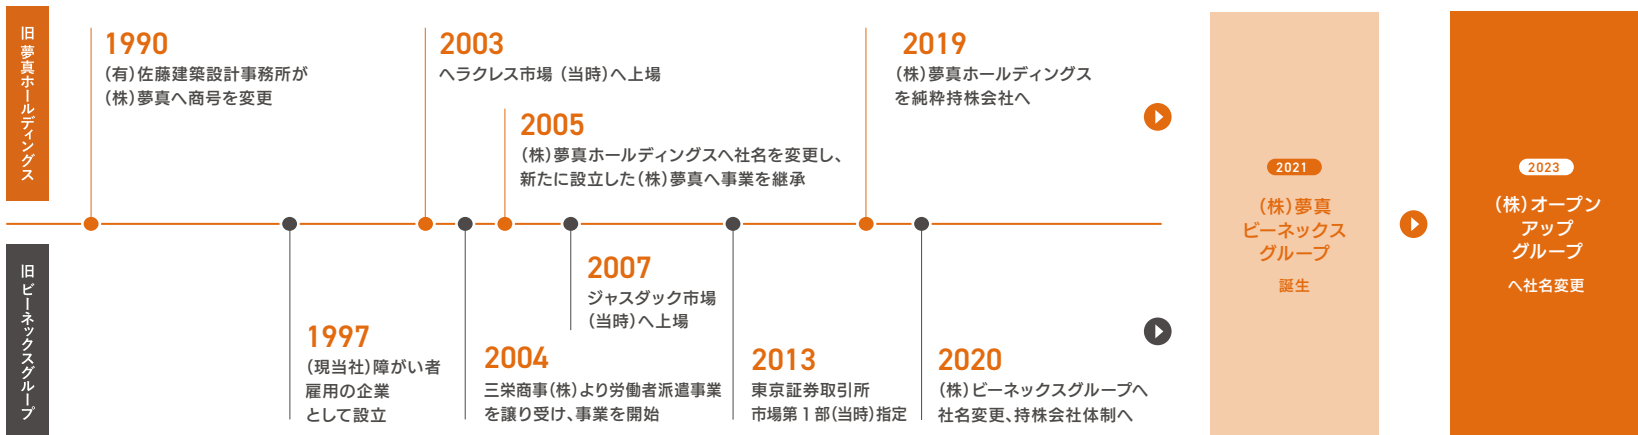 旧 夢真ホールディングス
1990
(有)佐藤建築設計事務所が
(株)夢真へ商号を変更
2003
ヘラクレス市場 (当時)へ上場
2005
(株)夢真ホールディングスへ社名を変更し、
新たに設立した(株)夢真へ事業を継承
2019
(株)夢真ホールディングス
を純粋持株会社へ
旧 ビーネックスグループ
1997
(現当社)障がい者
雇用の企業
として設立
2004
三栄商事(株)より労働者派遣事業
を譲り受け、事業を開始
2007
ジャスダック市場
(当時)へ上場
2013
東京証券取引所
市場第1部(当時)指定
2020
(株)ビーネックスグループへ
社名変更、持株会社体制へ
2021
(株)夢真
ビーネックス
グループ
誕生
2023
(株)オープン
アップ
グループ
へ社名変更